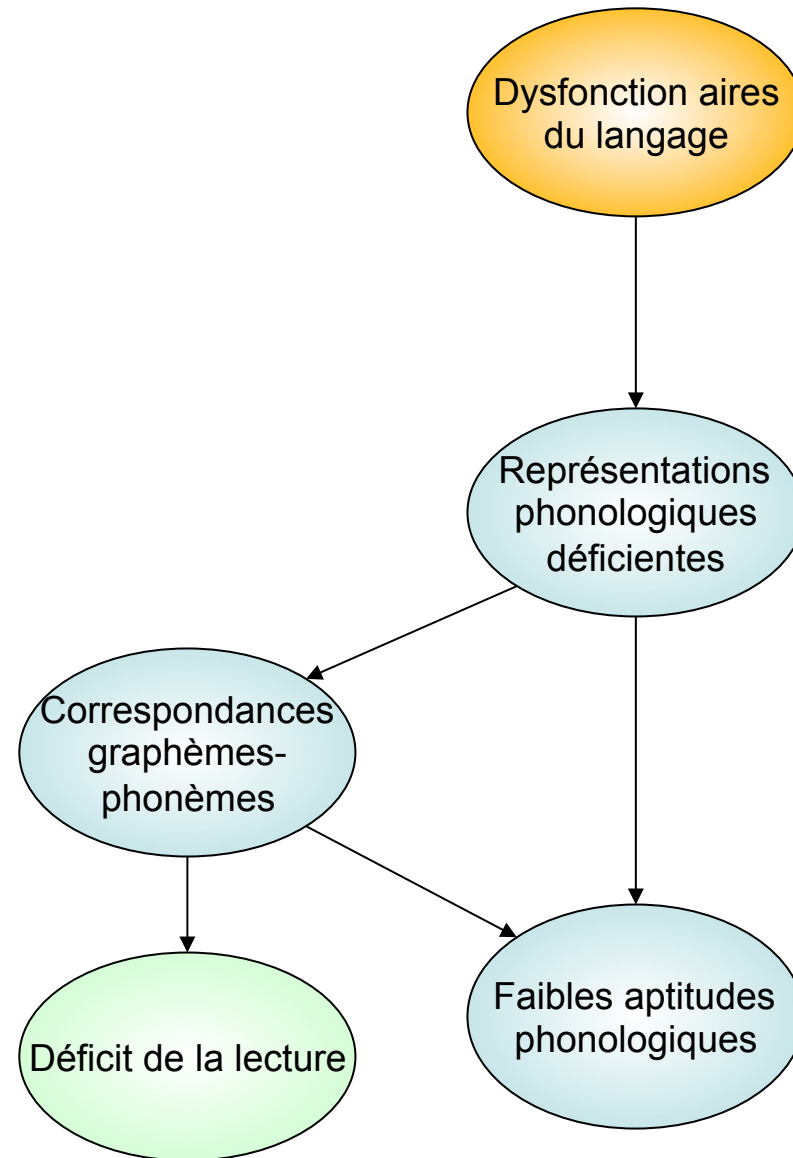 Dysfonction aires
du langage
Représentations
phonologiques
déficientes
Correspondances
graphèmes-
phonèmes
Déficit de la lecture
Faibles aptitudes
phonologiques